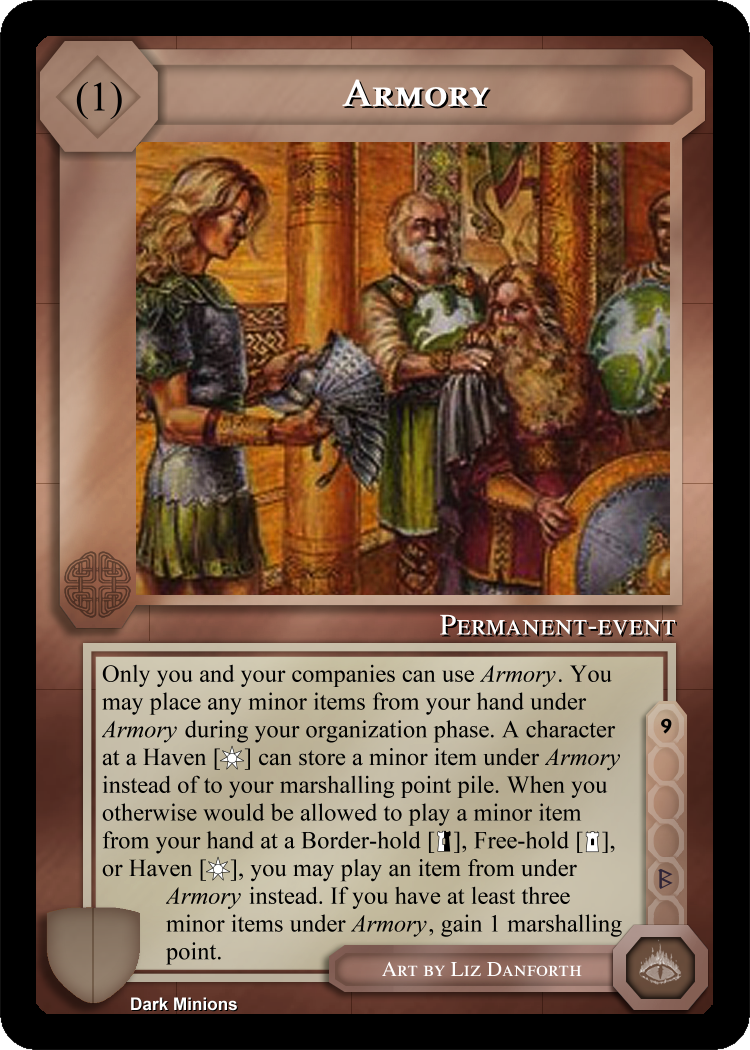 (1)
Armory
Permanent-event
Only you and your companies can use Armory. You
may place any minor items from your hand under
Armory during your organization phase. A character
at a Haven [] can store a minor item under Armory
instead of to your marshalling point pile. When you
otherwise would be allowed to play a minor item
from your hand at a Border-hold [], Free-hold [],
or Haven [], you may play an item from under
Armory instead. If you have at least three
minor items under Armory, gain 1 marshalling
point.
9
ᛒ
Art by Liz Danforth
Dark Minions